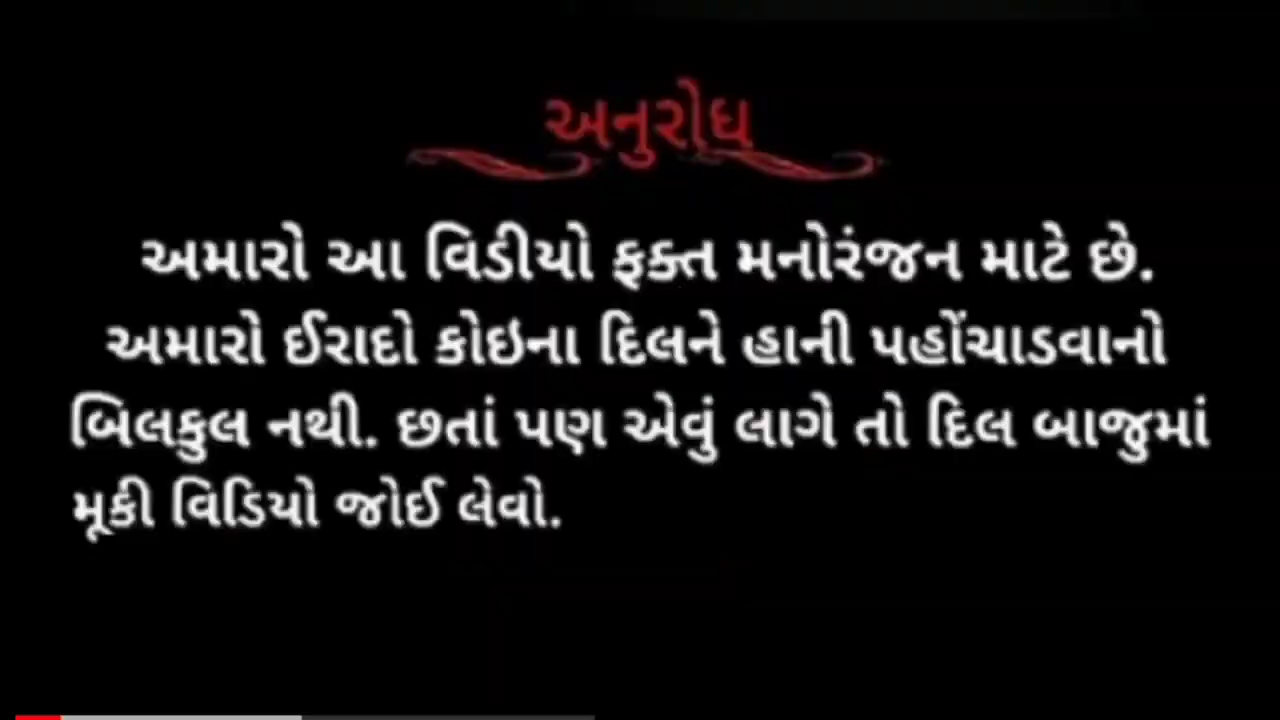 અનુરોધ
અમારો આ વિડીયો ફક્ત મનોરંજન માટે છે.
અમારો ઈરાદો કોઇના દિલને હાની પહોંચાડવાનો
બિલકુલ નથી. છતાં પણ એવું લાગે તો દિલ બાજુમાં
મૂકી વિડિયો જોઈ લેવો.